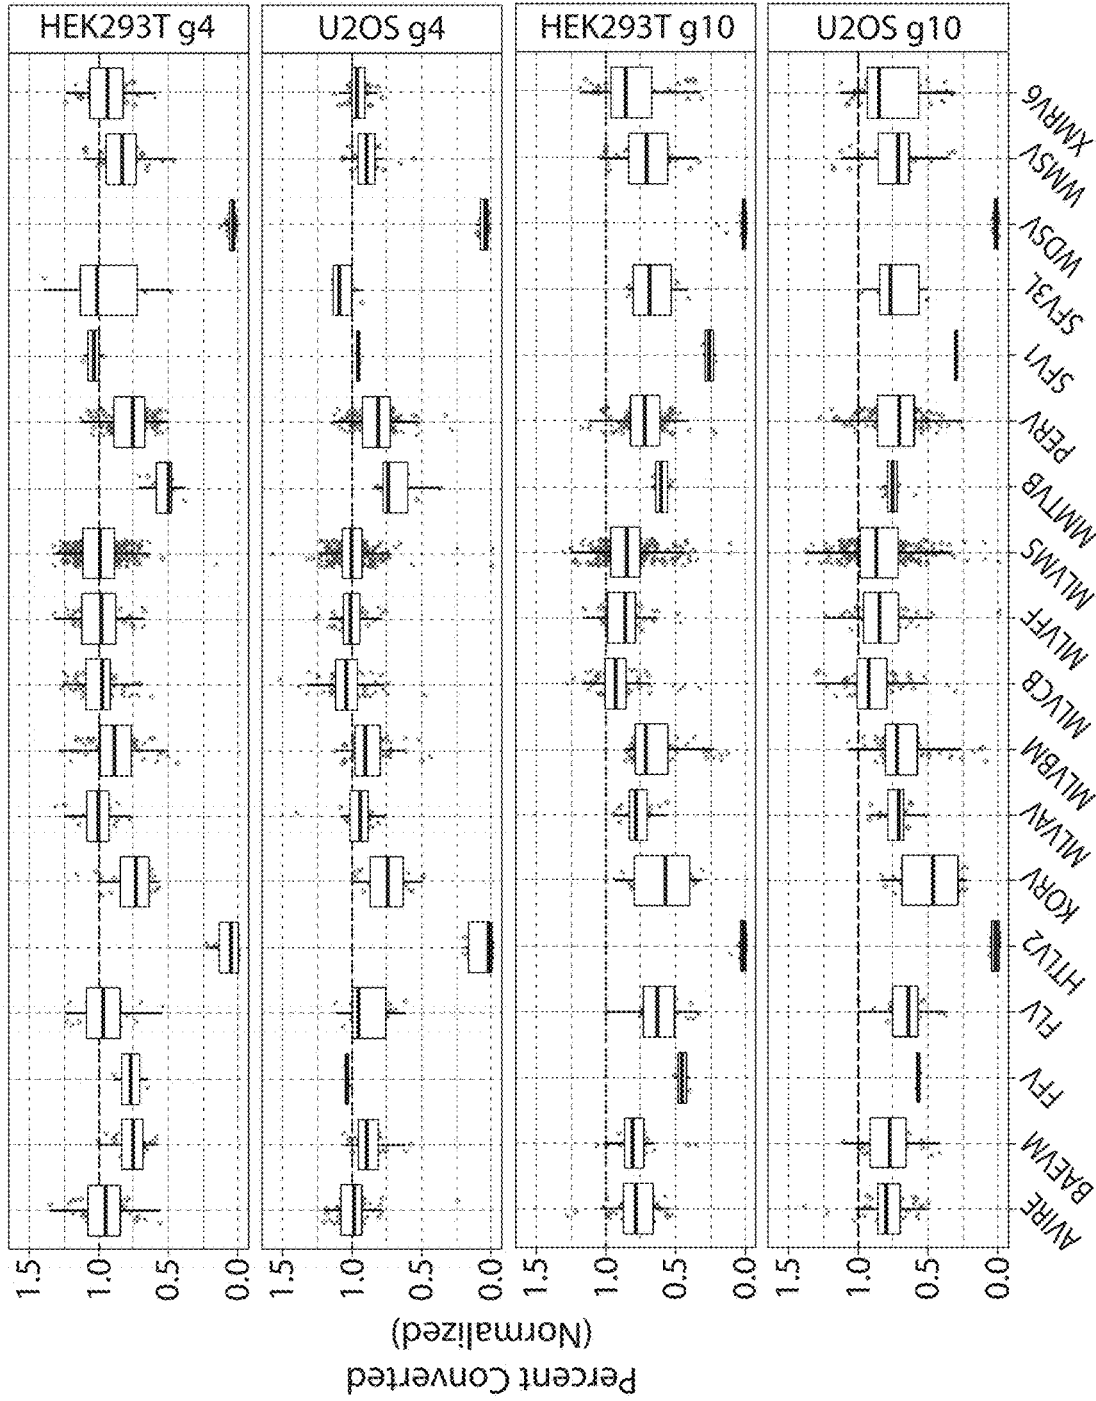 HEK293T g4
U2OS g4
HEK293T g10
U2OS g10
1.5
1.0
0.5
0.0
1.5
1.0
0.5
0.0
1.5
1.0
0.5
0.0
1.5
1.0
0.5
0.0
Percent Converted
(Normalized)
AVIRE
BAEVM
FFV
FLV
HTLV2
KORV
MLVAV
MLVBM
MLVCB
MLVFF
MLVMS
MMTVB
PERV
SFV1
SFV3L
WDSV
WMSV
XMRV6